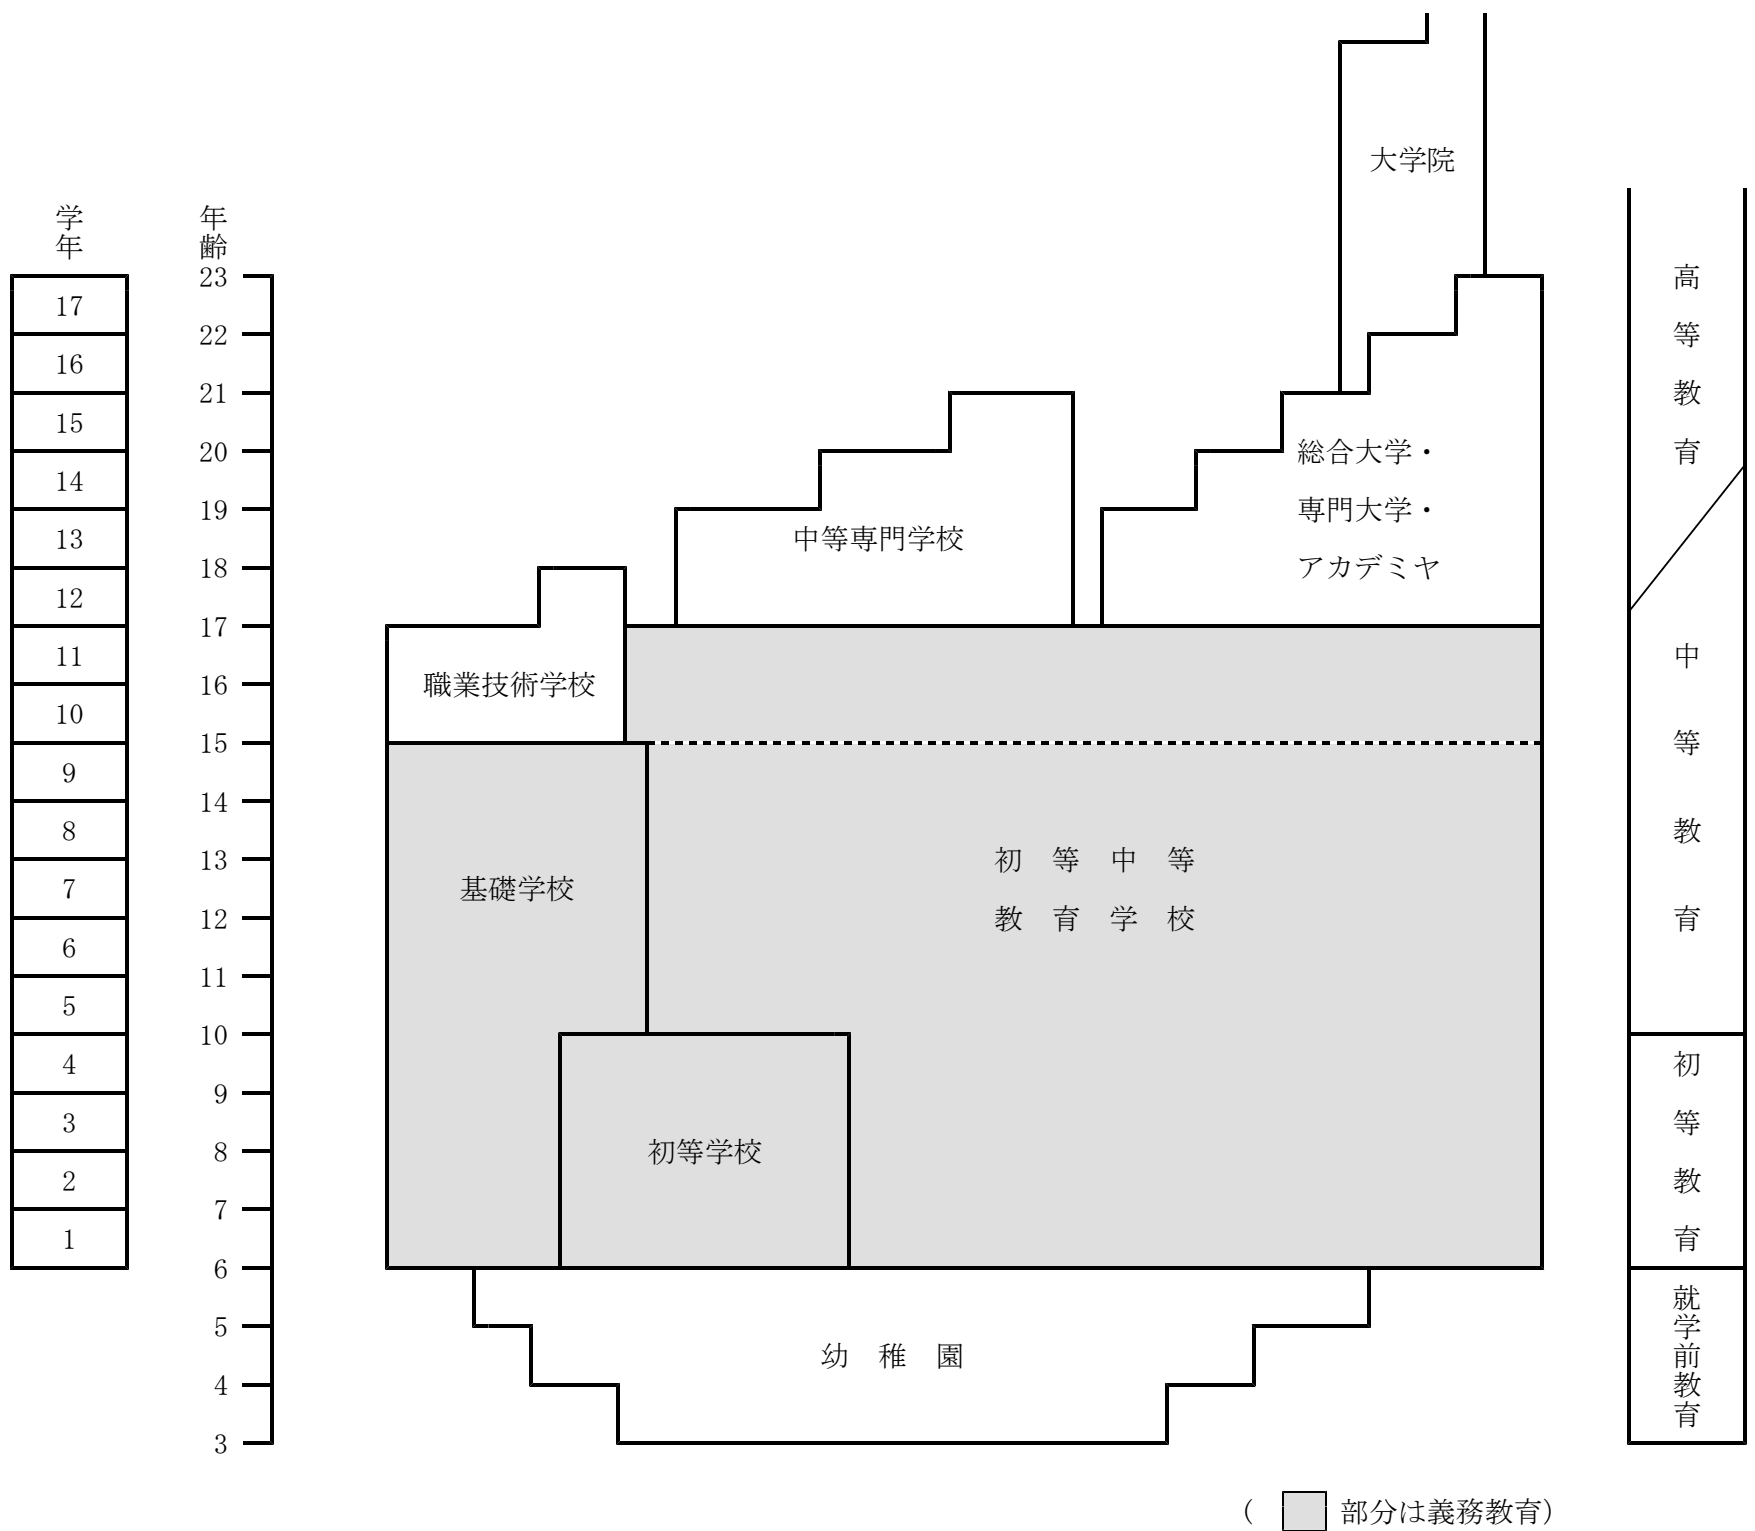 大学院
学年
年齢
23
22
21
20
19
18
17
16
15
14
13
12
11
10
9
8
7
6
5
4
3
17
16
15
14
13
12
11
10
9
8
7
6
5
4
3
2
1
総合大学・
専門大学・
アカデミヤ
中等専門学校
職業技術学校
初等中等
教育学校
基礎学校
初等学校
幼稚園
高等教育
中等教育
初等教育
就学前教育
( 部分は義務教育)